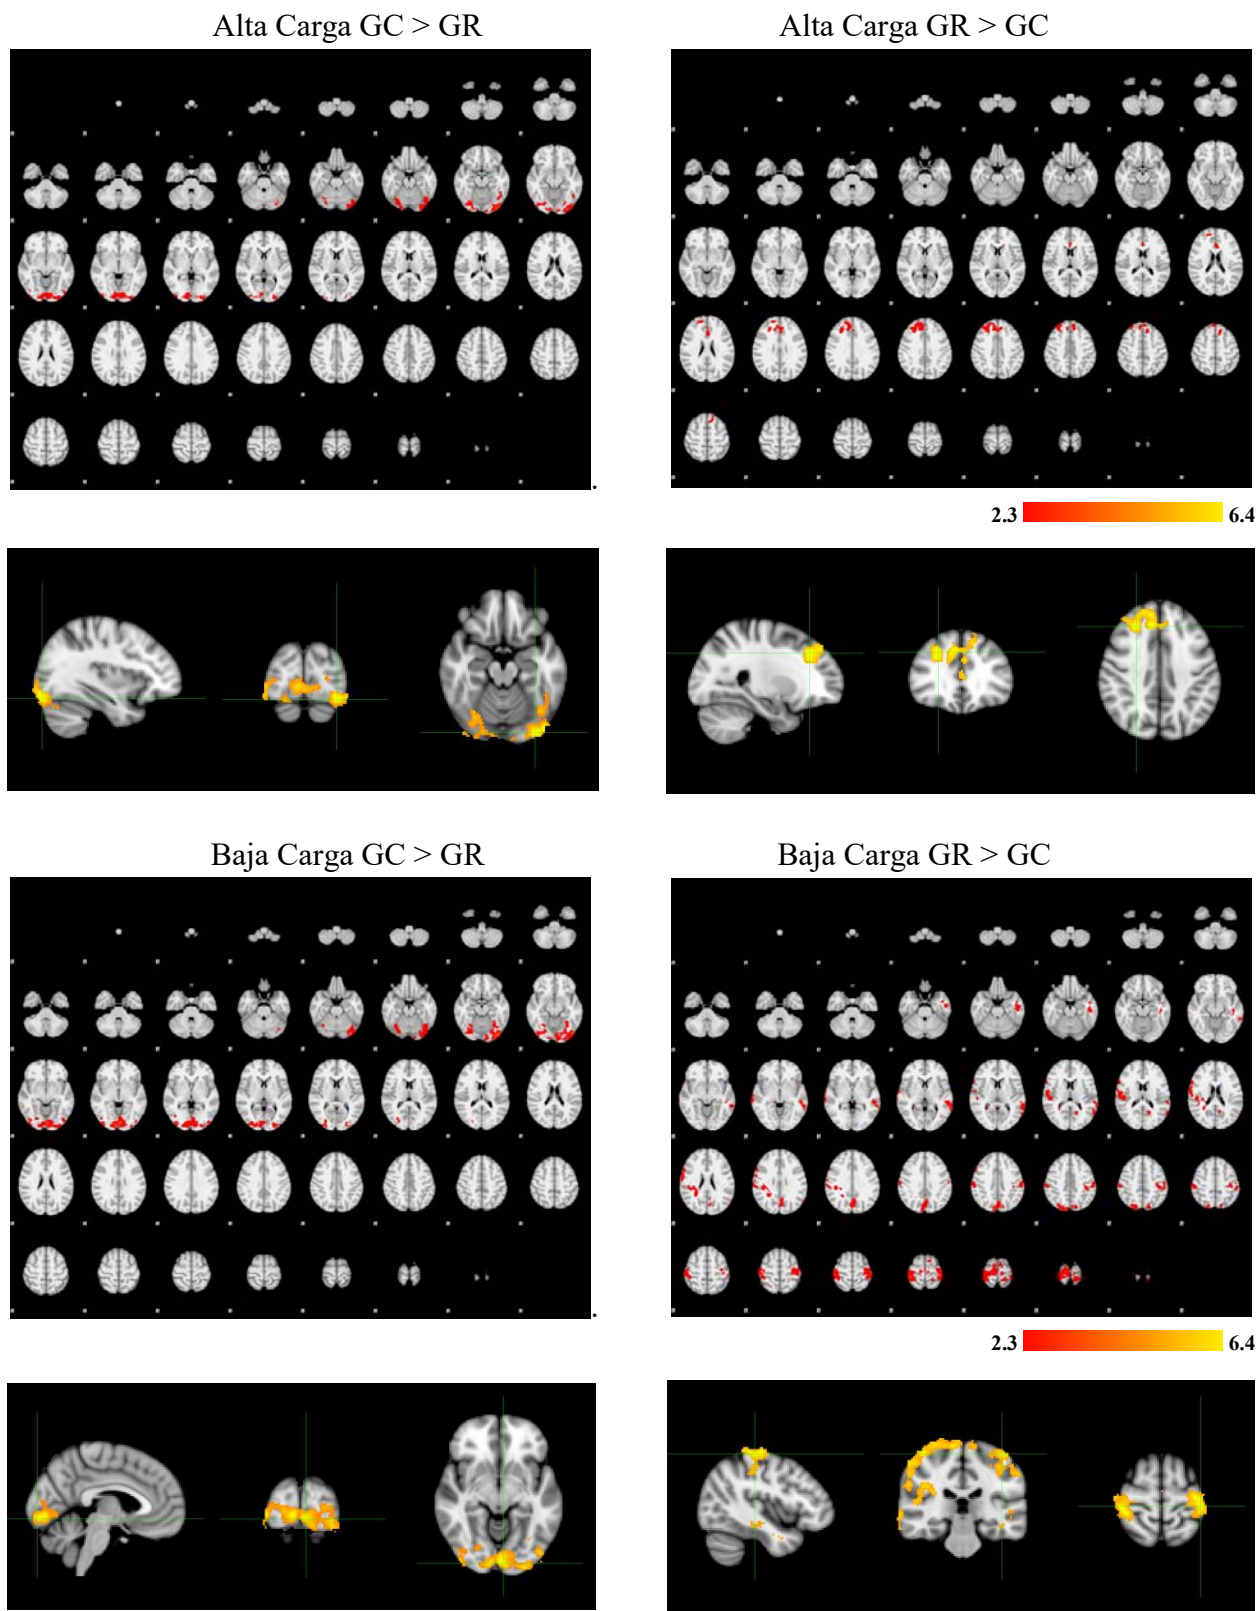 Alta Carga GC > GR
Alta Carga GR > GC
.
2.3
6.4
Baja Carga GC > GR
Baja Carga GR > GC
.
2.3
6.4